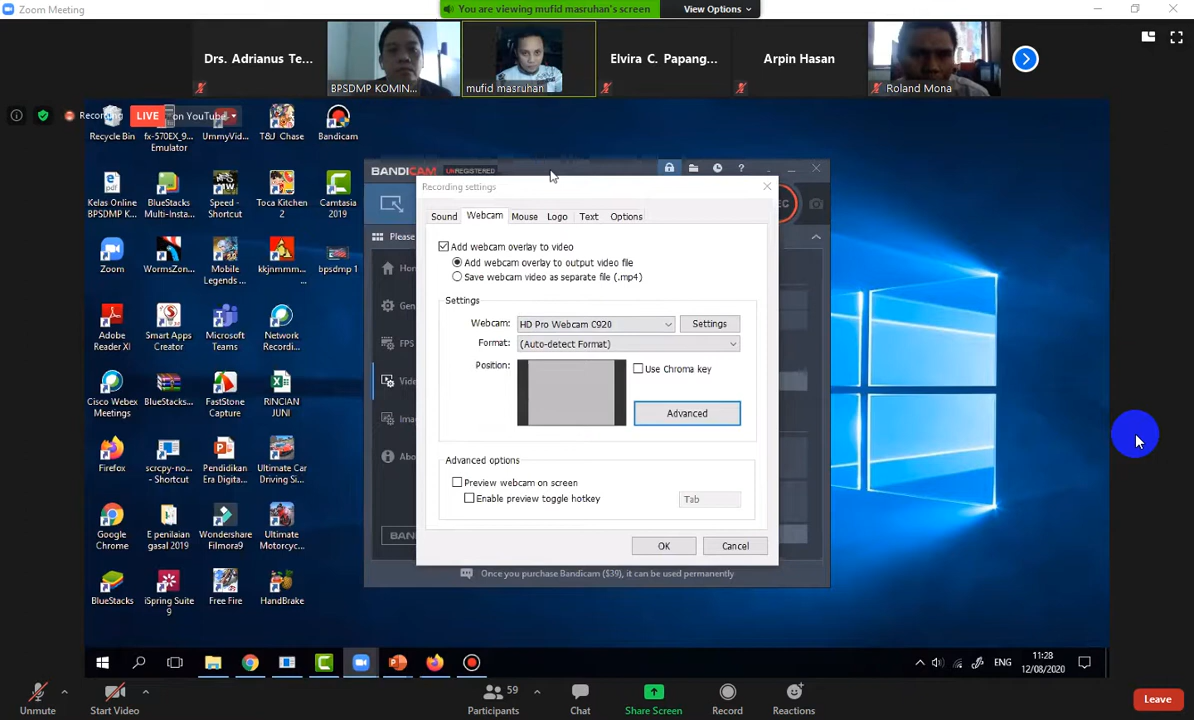 Zoom Meeting
You are viewing mufid masruhan's screen
View Options
Drs. Adrianus Te...
BPSDMP KOMIN...
mufid masruhan
Elvira C. Papang...
Arpin Hasan
Roland Mona
Recording
LIVE
on YouTube
Recycle Bin
fx-570EX_9...
Emulator
UmmyVid...
T&J Chase
Bandicam
Kelas Online
BPSDMP K...
BlueStacks
Multi-Insta...
Speed -
Shortcut
Toca Kitchen
2
Camtasia
2019
Zoom
WormsZon...
Mobile
Legends_...
kkjnmmm...
bpsdmp 1
Adobe
Reader XI
Smart Apps
Creator
Microsoft
Teams
Network
Recordi...
Cisco Webex
Meetings
BlueStacks...
FastStone
Capture
RINCIAN
JUNI
Firefox
scrcpy-no...
- Shortcut
Pendidikan
Era Digita...
Ultimate Car
Driving Si...
Google
Chrome
E penilaian
gasal 2019
Wondershare
Filmora9
Ultimate
Motorcyc...
BlueStacks
iSpring Suite
9
Free Fire
HandBrake
BANDICAM
UNREGISTERED
Please
Recording settings
Sound
Webcam
Mouse
Logo
Text
Options
Add webcam overlay to video
Add webcam overlay to output video file
Save webcam video as separate file (.mp4)
Settings
Webcam:
HD Pro Webcam C920
Settings
Format:
(Auto-detect Format)
Position:
Use Chroma key
Advanced
Advanced options
Preview webcam on screen
Enable preview toggle hotkey
Tab
OK
Cancel
FPS
Once you purchase Bandicam ($39), it can be used permanently
ENG
11:28
12/08/2020
Unmute
Start Video
59
Participants
Chat
Share Screen
Record
Reactions
Leave